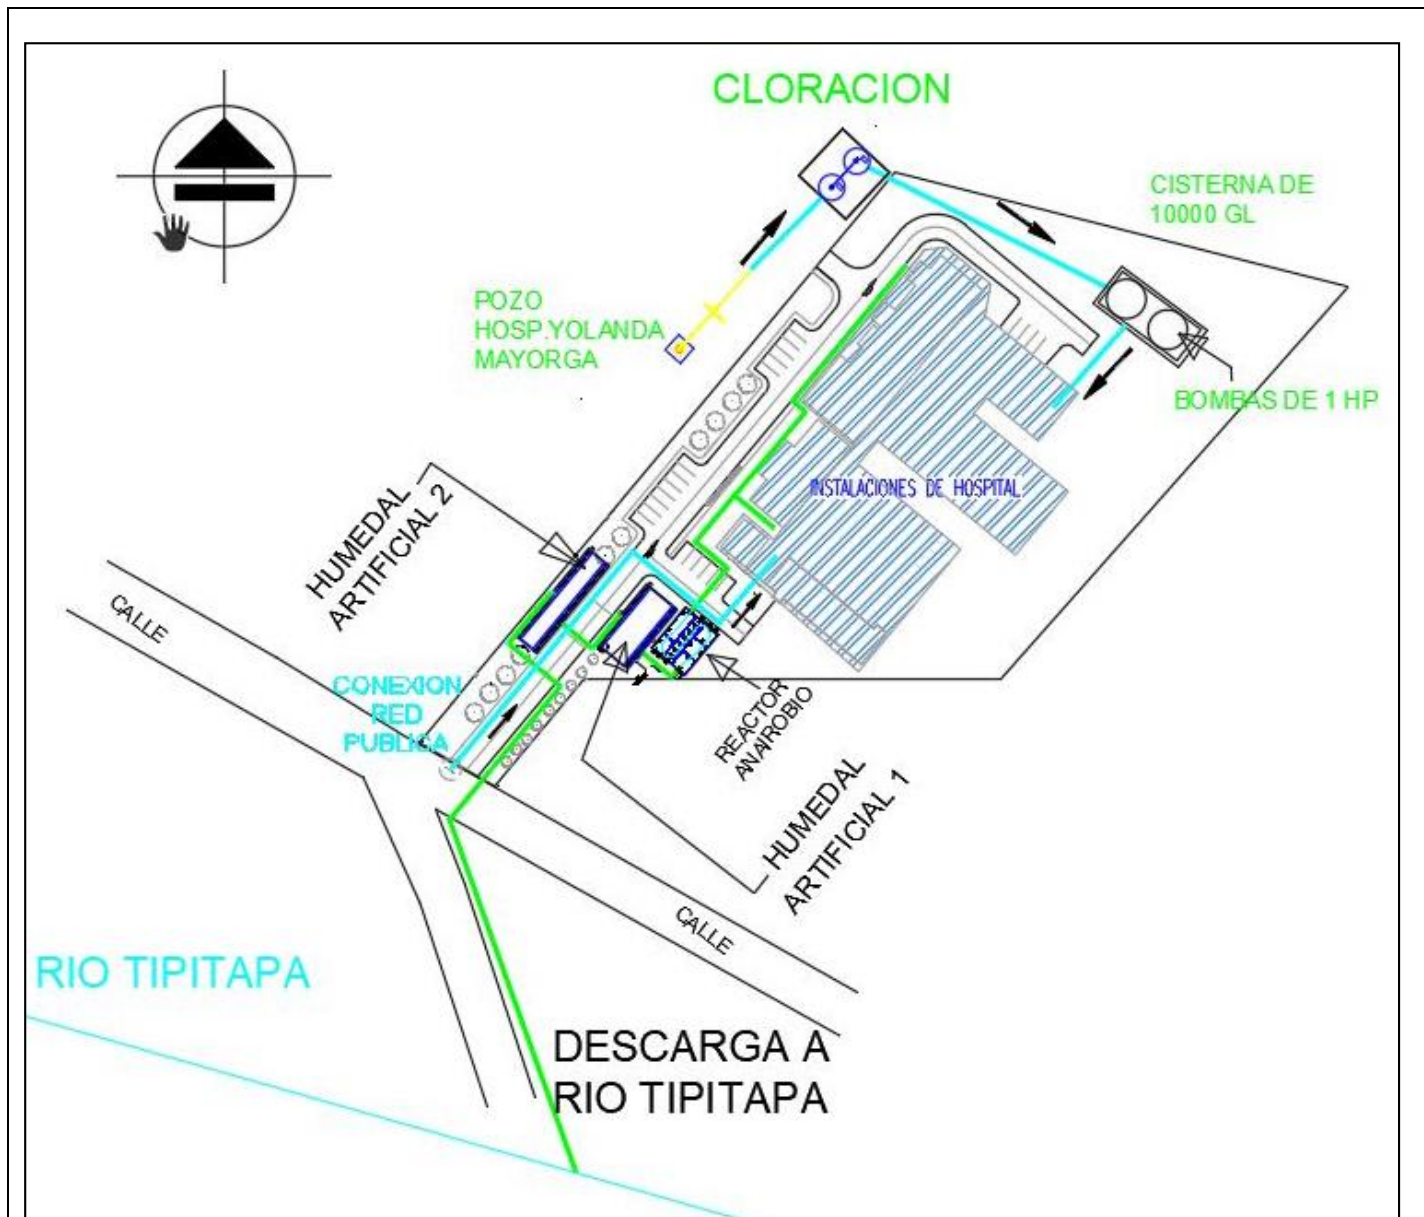 CLORACION
CISTERNA DE
10000 GL
POZO
HOSP.YOLANDA
MAYORGA
BOMBAS DE 1 HP
INSTALACIONES DE HOSPITAL
HUMEDAL
ARTIFICIAL 2
CALLE
CONEXION
RED
PUBLICA
REACTOR
ANAIROBIO
HUMEDAL
ARTIFICIAL 1
CALLE
RIO TIPITAPA
DESCARGA A
RIO TIPITAPA